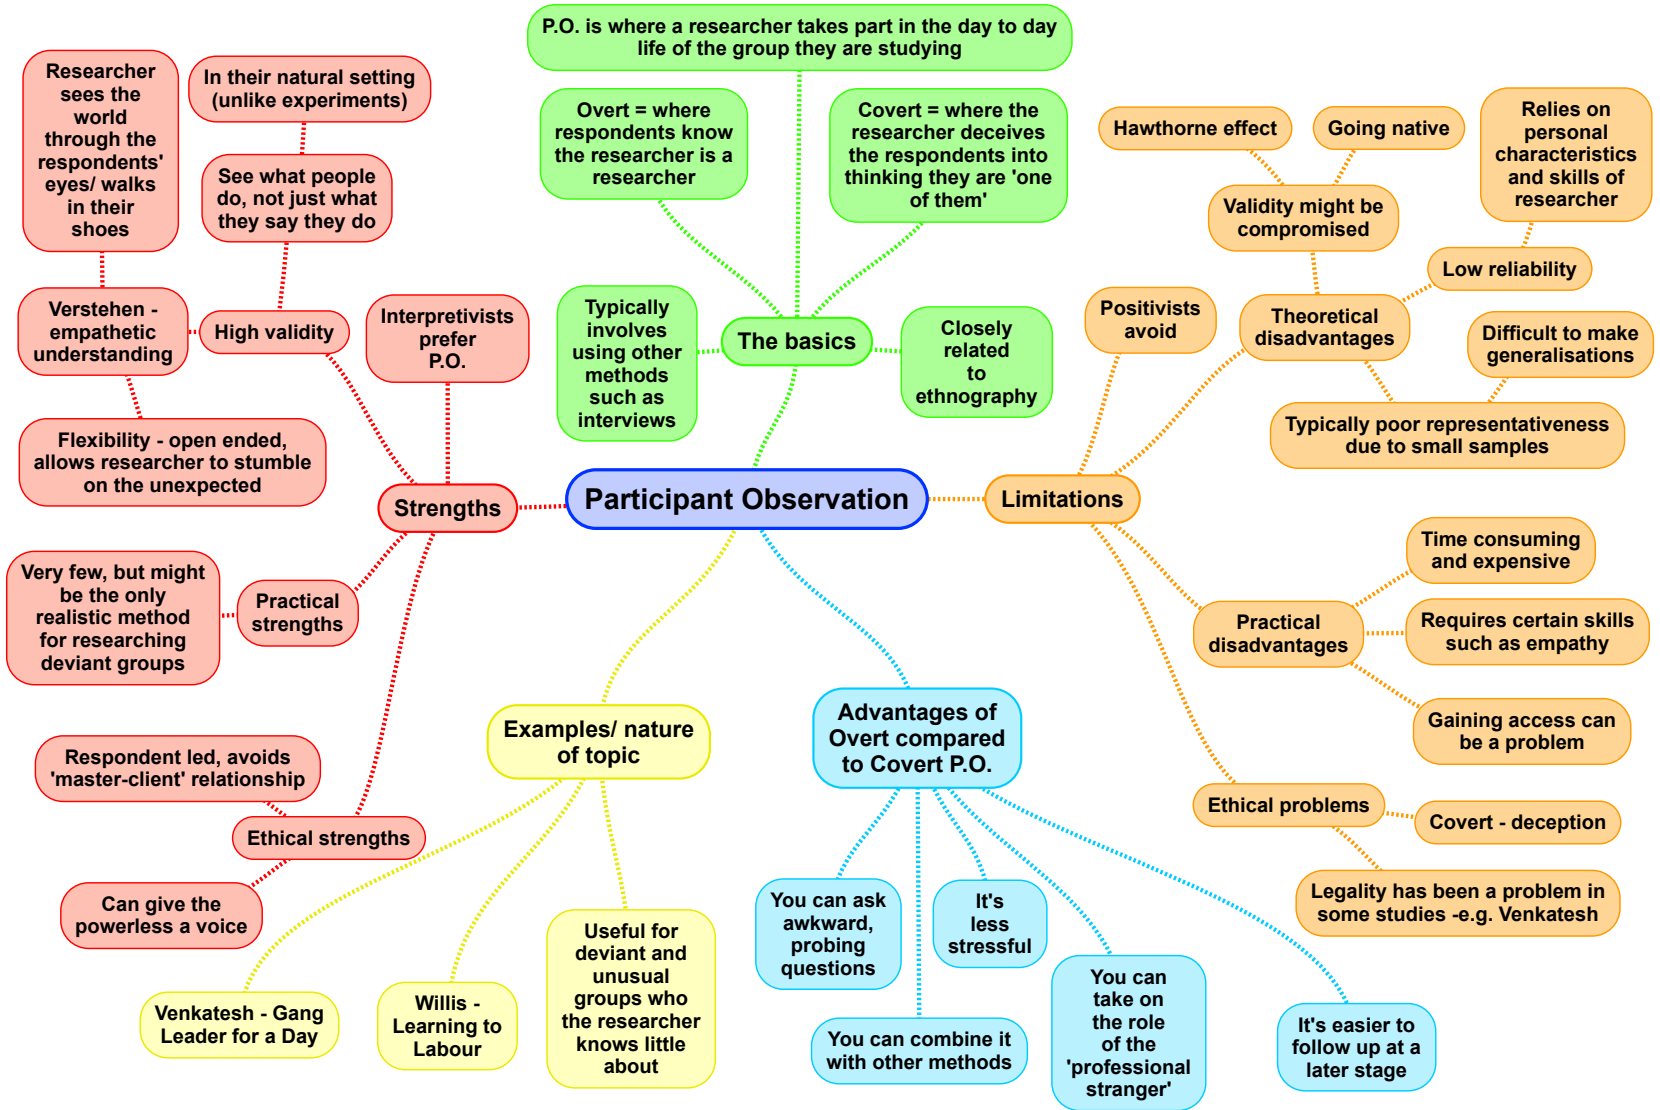 P.O. is where a researcher takes part in the day to day
life of the group they are studying
Overt = where
respondents know
the researcher is a
researcher
Covert = where the
researcher deceives
the respondents into
thinking they are 'one
of them'
Typically
involves
using other
methods
such as
interviews
The basics
Closely
related
to
ethnography
Researcher
sees the
world
through the
respondents'
eyes/ walks
in their
shoes
In their natural setting
(unlike experiments)
See what people
do, not just what
they say they do
Verstehen -
empathetic
understanding
High validity
Interpretivists
prefer
P.O.
Flexibility - open ended,
allows researcher to stumble
on the unexpected
Strengths
Very few, but might
be the only
realistic method
for researching
deviant groups
Practical
strengths
Respondent led, avoids
'master-client' relationship
Ethical strengths
Can give the
powerless a voice
Participant Observation
Limitations
Hawthorne effect
Going native
Relies on
personal
characteristics
and skills of
researcher
Validity might be
compromised
Low reliability
Positivists
avoid
Theoretical
disadvantages
Difficult to make
generalisations
Typically poor representativeness
due to small samples
Time consuming
and expensive
Practical
disadvantages
Requires certain skills
such as empathy
Gaining access can
be a problem
Ethical problems
Covert - deception
Legality has been a problem in
some studies -e.g. Venkatesh
Examples/ nature
of topic
Venkatesh - Gang
Leader for a Day
Willis -
Learning to
Labour
Useful for
deviant and
unusual
groups who
the researcher
knows little
about
Advantages of
Overt compared
to Covert P.O.
You can ask
awkward,
probing
questions
It's
less
stressful
You can combine it
with other methods
You can
take on
the role
of the
'professional
stranger'
It's easier to
follow up at a
later stage